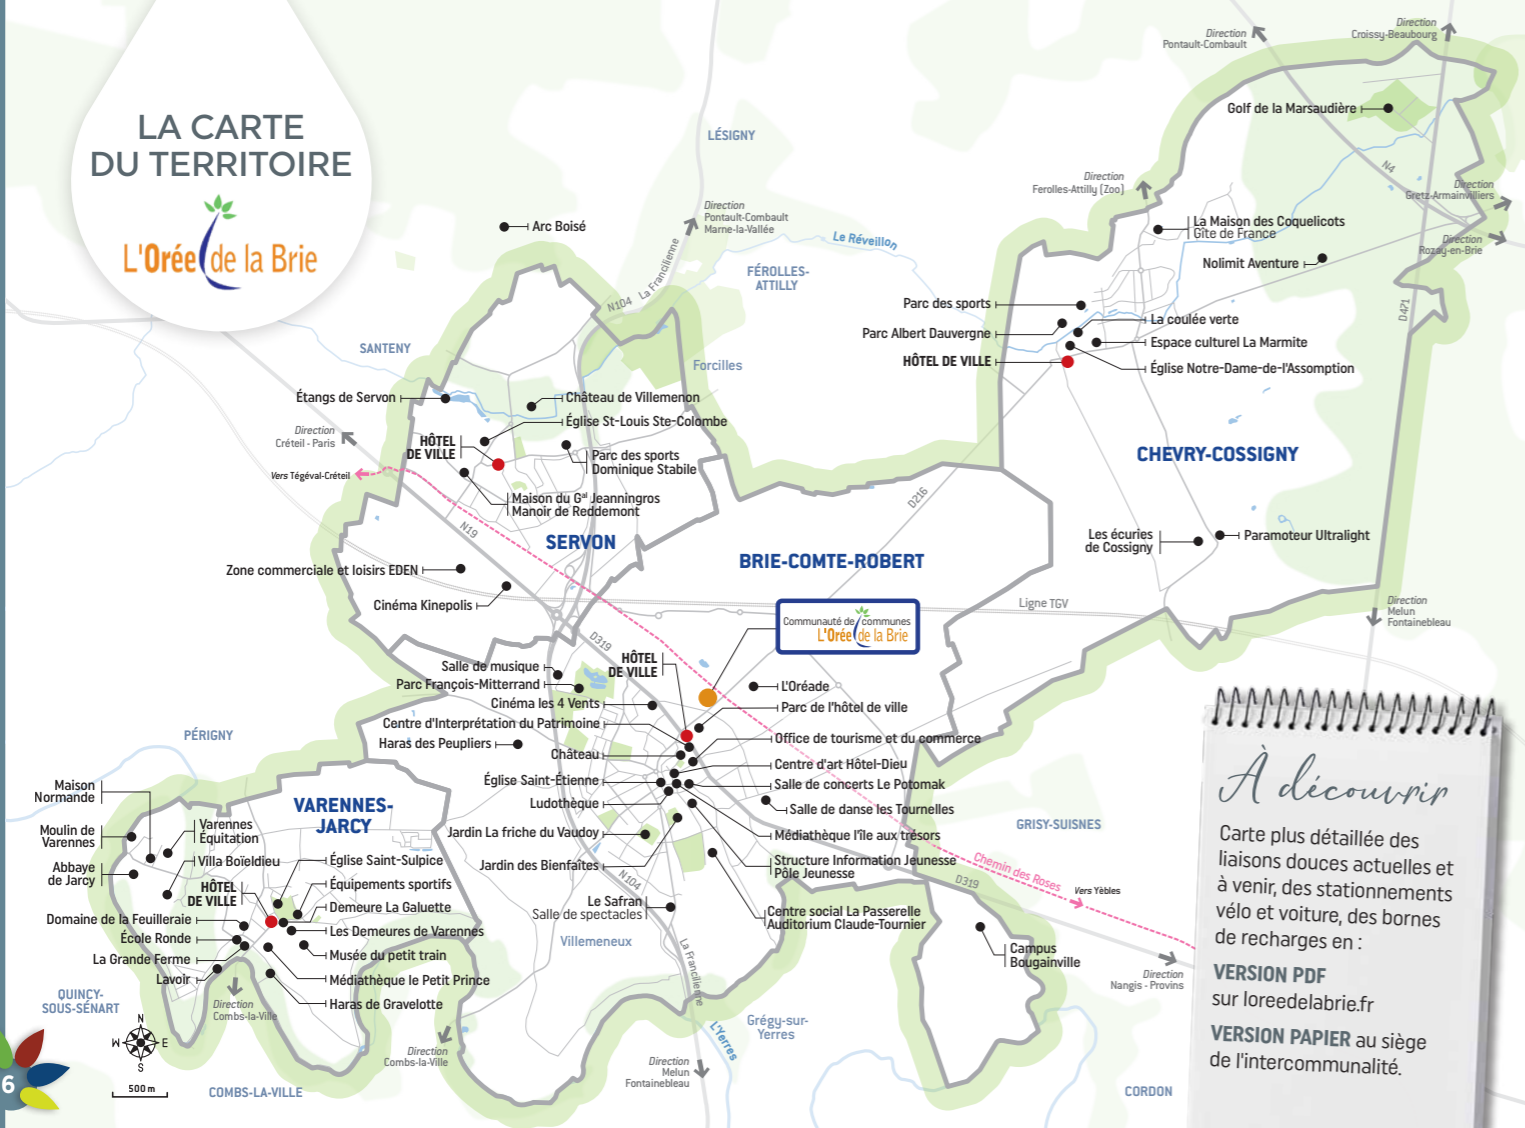 LA CARTE
DU TERRITOIRE
L'Orée de la Brie
Direction
Pontault-Combault
Direction
Croissy-Beaubourg
Golf de la Marsaudière
N4
Direction
Gretz-Armainvilliers
Direction
Rozay-en-Brie
Direction
Ferolles-Attilly (Zoo)
La Maison des Coquelicots
Gîte de France
Nolimit Aventure
D471
LÉSIGNY
Arc Boisé
Direction
Pontault-Combault
Marne-la-Vallée
Le Réveillon
La Francilienne
N104
FÉROLLES-
ATTILLY
Parc des sports
Parc Albert Dauvergne
HÔTEL DE VILLE
La coulée verte
Espace culturel La Marmite
Église Notre-Dame-de-l'Assomption
SANTENY
Forcilles
Étangs de Servon
Château de Villemenon
Église St-Louis Ste-Colombe
Direction
Créteil - Paris
HÔTEL
DE VILLE
Parc des sports
Dominique Stabile
Vers Tégéval-Créteil
Maison du Gal Jeanningros
Manoir de Reddemont
N19
SERVON
CHEVRY-COSSIGNY
D216
BRIE-COMTE-ROBERT
Les écuries
de Cossigny
Paramoteur Ultralight
Zone commerciale et loisirs EDEN
Cinéma Kinepolis
Ligne TGV
Direction
Melun
Fontainebleau
Communauté de communes
L'Orée de la Brie
D319
HÔTEL
DE VILLE
Salle de musique
Parc François-Mitterrand
Cinéma les 4 Vents
Centre d'Interprétation du Patrimoine
Haras des Peupliers
Château
Église Saint-Étienne
Ludothèque
Jardin La friche du Vaudoy
Jardin des Bienfaîtes
L'Oréade
Parc de l'hôtel de ville
Office de tourisme et du commerce
Centre d'art Hôtel-Dieu
Salle de concerts Le Potomak
Salle de danse les Tournelles
Médiathèque l'île aux trésors
Structure Information Jeunesse
Pôle Jeunesse
N104
Le Safran
Salle de spectacles
Centre social La Passerelle
Auditorium Claude-Tournier
Villemeneux
La Francilienne
GRISY-SUISNES
Chemin des Roses
D319
Vers Yèbles
Campus
Bougainville
Direction
Nangis - Provins
PÉRIGNY
Maison
Normande
VARENNES-
JARCY
Moulin de
Varennes
Varennes
Équitation
Abbaye
de Jarcy
Villa Boïeldieu
Église Saint-Sulpice
HÔTEL
DE VILLE
Équipements sportifs
Demeure La Galuette
Domaine de la Feuilleraie
Les Demeures de Varennes
École Ronde
Musée du petit train
La Grande Ferme
Lavoir
Médiathèque le Petit Prince
Haras de Gravelotte
QUINCY-
SOUS-SÉNART
Direction
Combs-la-Ville
N
W
E
S
500 m
COMBS-LA-VILLE
Direction
Combs-la-Ville
Direction
Melun
Fontainebleau
L'Yerres
Grégy-sur-
Yerres
CORDON
À découvrir
Carte plus détaillée des
liaisons douces actuelles et
à venir, des stationnements
vélo et voiture, des bornes
de recharges en :
VERSION PDF
sur loreedelabrie.fr
VERSION PAPIER au siège
de l'intercommunalité.
6